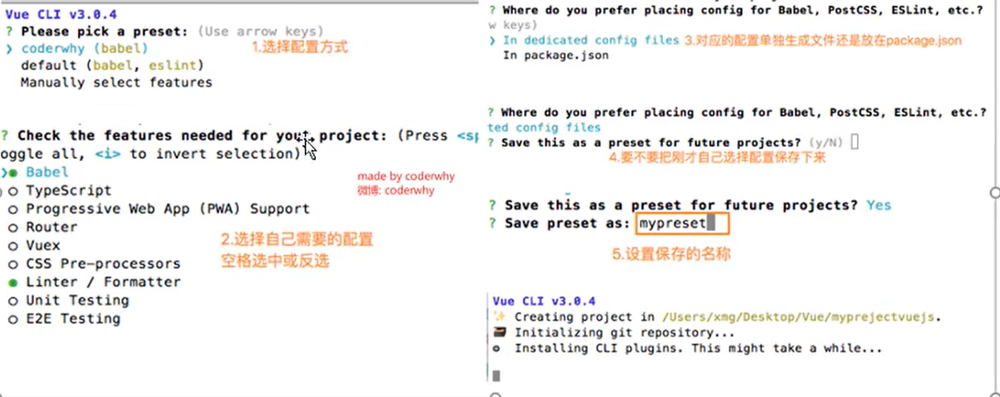 Vue CLI v3.0.4
? Please pick a preset: (Use arrow keys)
❯ coderwhy (babel)
default (babel, eslint)
Manually select features
1.选择配置方式
? Check the features needed for your project: (Press <sp
oggle all, <i> to invert selection)
❯◉ Babel
○ TypeScript
○ Progressive Web App (PWA) Support
○ Router
○ Vuex
○ CSS Pre-processors
◉ Linter / Formatter
○ Unit Testing
○ E2E Testing
made by coderwhy
微博: coderwhy
2.选择自己需要的配置
空格选中或反选
? Where do you prefer placing config for Babel, PostCSS, ESLint, etc.?
w keys)
❯ In dedicated config files 3.对应的配置单独生成文件还是放在package.json
In package.json
? Where do you prefer placing config for Babel, PostCSS, ESLint, etc.?
ted config files
? Save this as a preset for future projects? (y/N)
4.要不要把刚才自己选择配置保存下来
? Save this as a preset for future projects? Yes
? Save preset as: mypreset
5.设置保存的名称
Vue CLI v3.0.4
✨ Creating project in /Users/xmg/Desktop/Vue/myprejectvuejs.
🗃 Initializing git repository...
⚙ Installing CLI plugins. This might take a while...